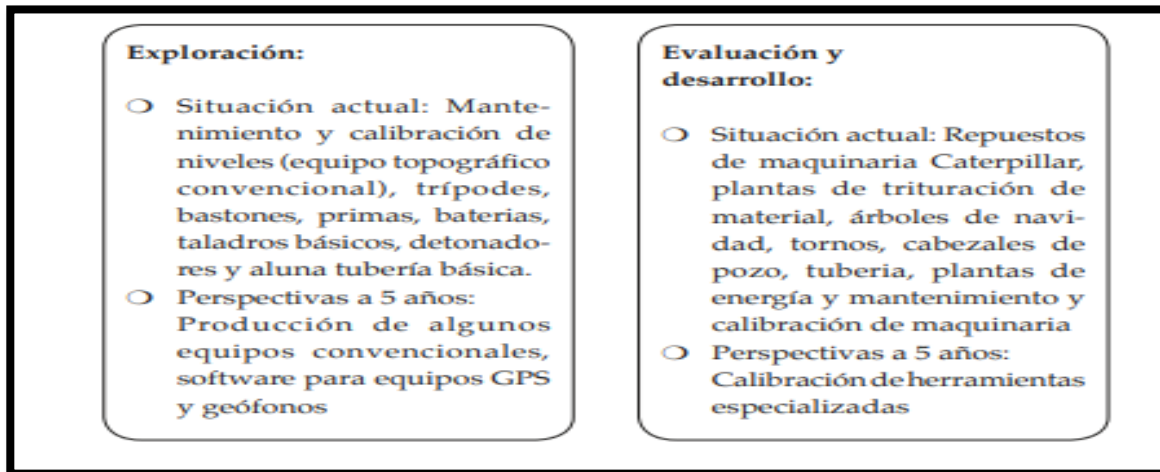 Exploración:
❍ Situación actual: Mante-
nimiento y calibración de
niveles (equipo topográfico
convencional), trípodes,
bastones, primas, baterias,
taladros básicos, detonado-
res y aluna tubería básica.
❍ Perspectivas a 5 años:
Producción de algunos
equipos convencionales,
software para equipos GPS
y geófonos
Evaluación y
desarrollo:
❍ Situación actual: Repuestos
de maquinaria Caterpillar,
plantas de trituración de
material, árboles de navi-
dad, tornos, cabezales de
pozo, tuberia, plantas de
energía y mantenimiento y
calibración de maquinaria
❍ Perspectivas a 5 años:
Calibración de herramientas
especializadas